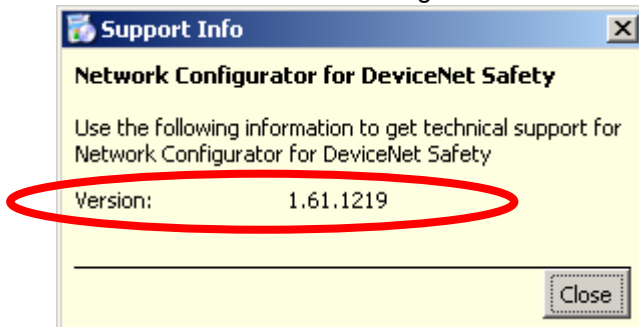 Support Info
Network Configurator for DeviceNet Safety
Use the following information to get technical support for
Network Configurator for DeviceNet Safety
Version: 1.61.1219
Close